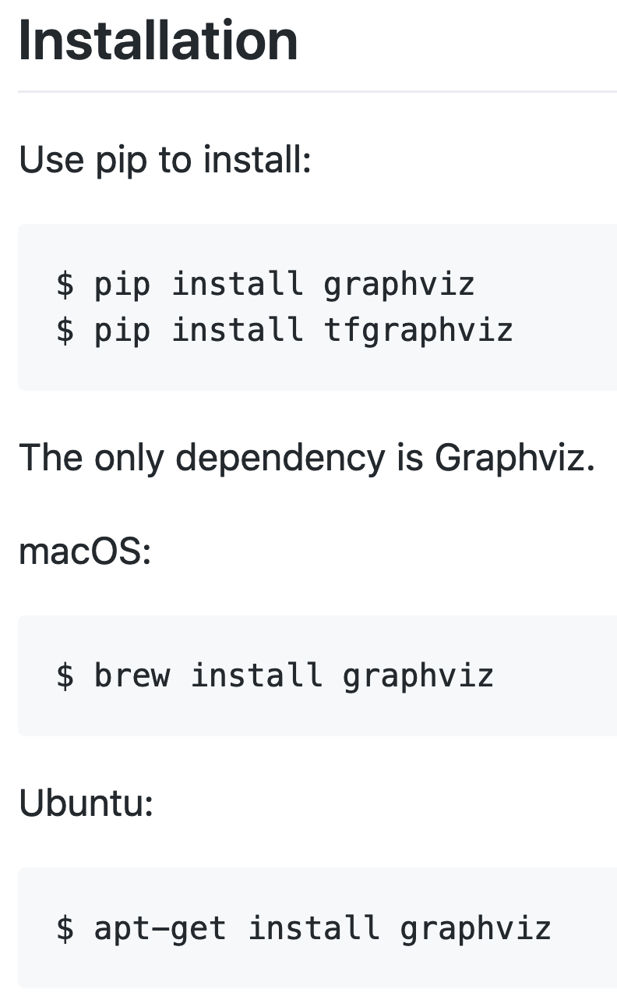 Installation
Use pip to install:
$ pip install graphviz
$ pip install tfgraphviz
The only dependency is Graphviz.
macOS:
$ brew install graphviz
Ubuntu:
$ apt-get install graphviz